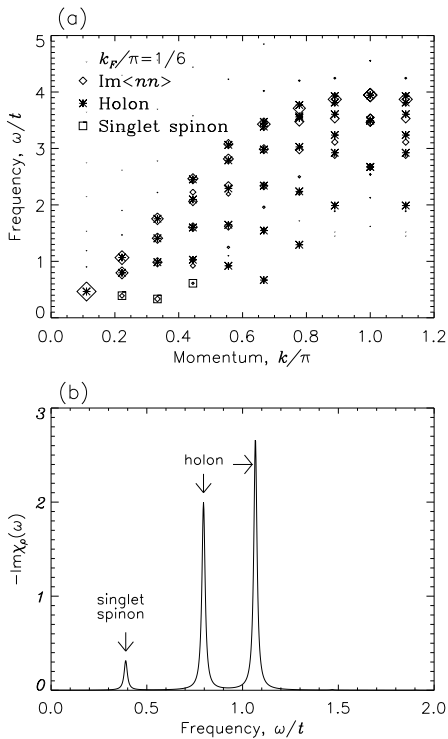 (a)
5
4
3
2
1
0
Frequency, ω/t
k_F/π=1/6
Im<nn>
Holon
Singlet spinon
0.0 0.2 0.4 0.6 0.8 1.0 1.2
Momentum, k/π
(b)
3
2
1
0
−Imχ_ρ(ω)
holon
singlet
spinon
0.0 0.5 1.0 1.5 2.0
Frequency, ω/t